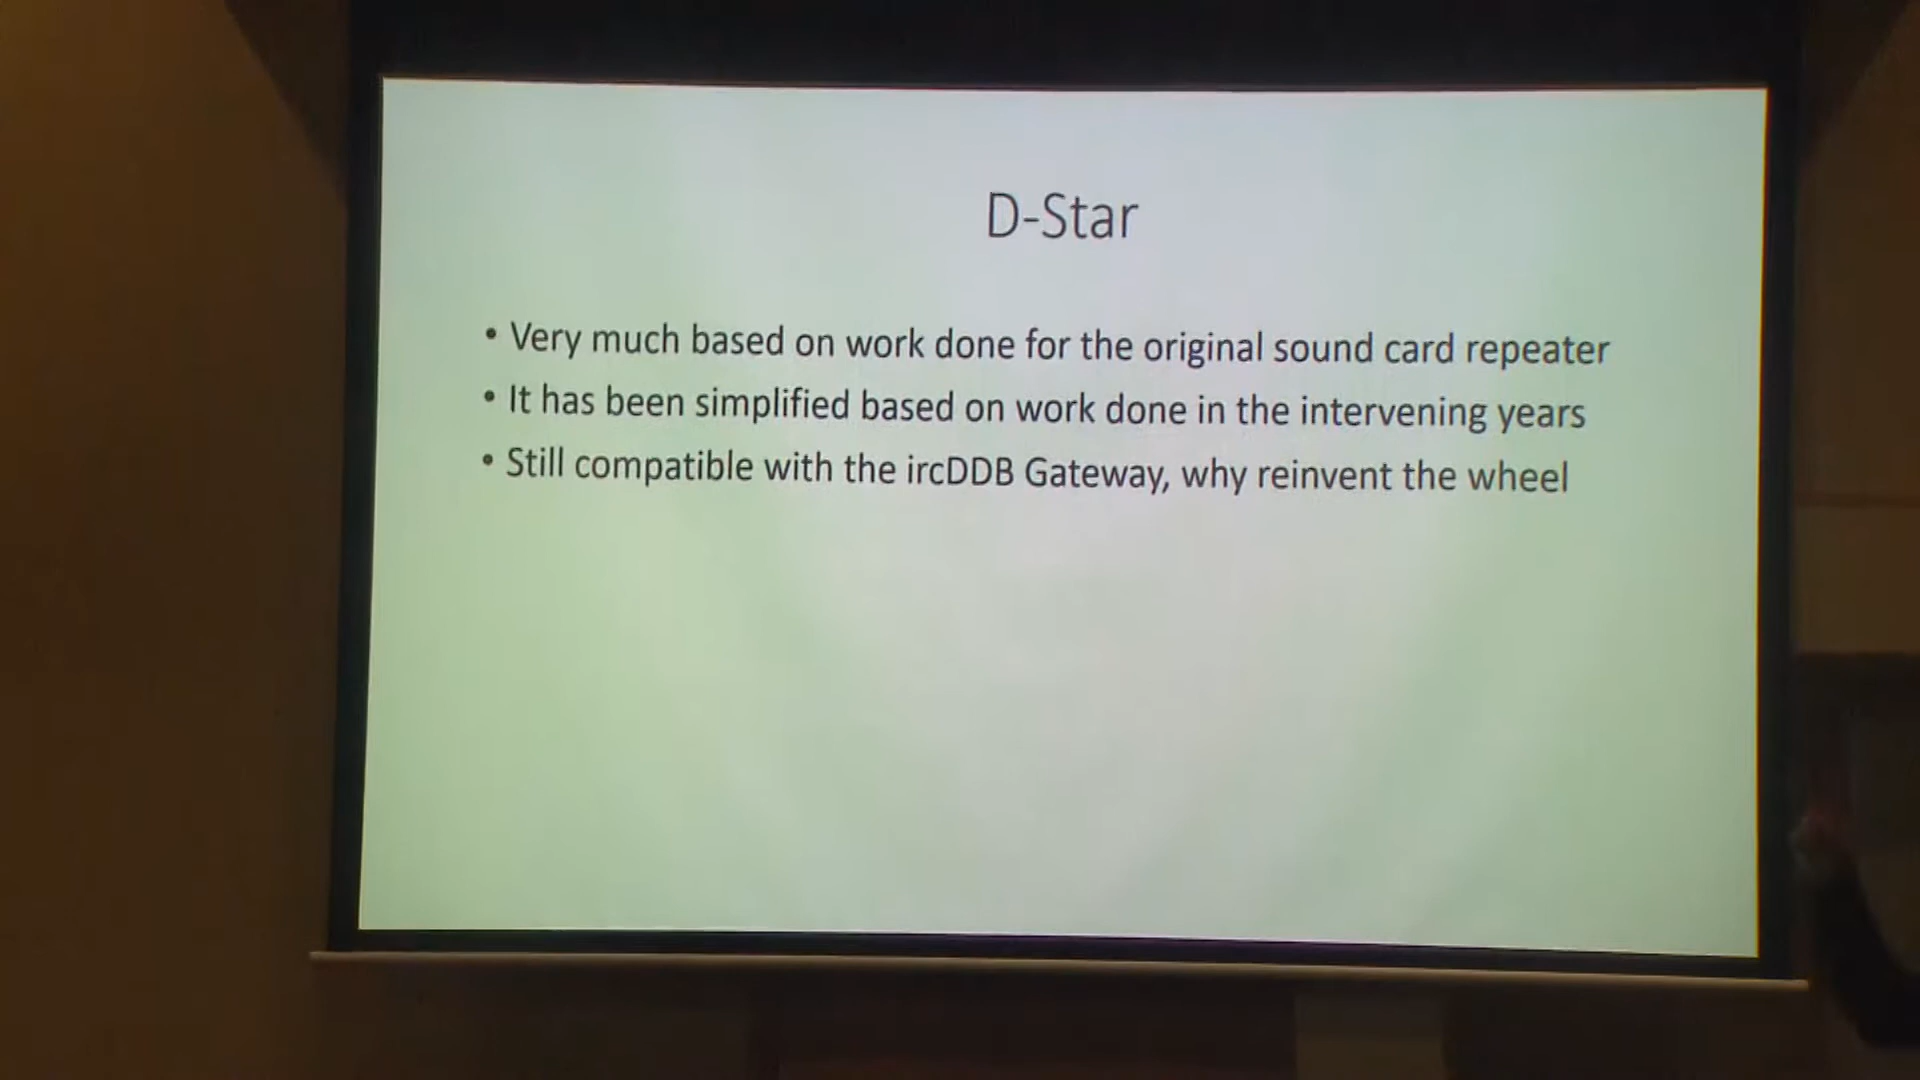 D-Star
• Very much based on work done for the original sound card repeater
• It has been simplified based on work done in the intervening years
• Still compatible with the ircDDB Gateway, why reinvent the wheel